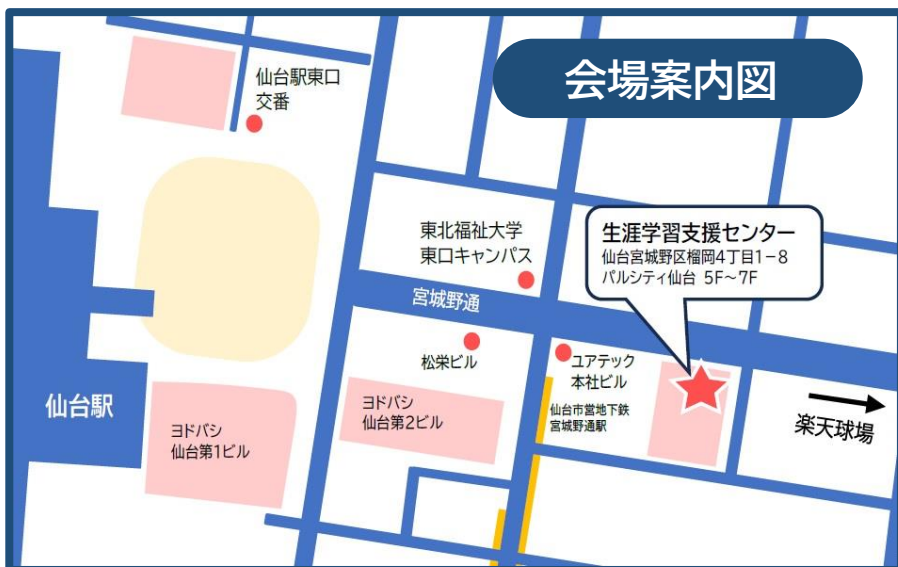 会場案内図
仙台駅東口
交番
東北福祉大学
東口キャンパス
生涯学習支援センター
仙台宮城野区榴岡4丁目1－8
パルシティ仙台 5F～7F
宮城野通
松栄ビル
ユアテック
本社ビル
仙台市営地下鉄
宮城野通駅
仙台駅
ヨドバシ
仙台第1ビル
ヨドバシ
仙台第2ビル
楽天球場